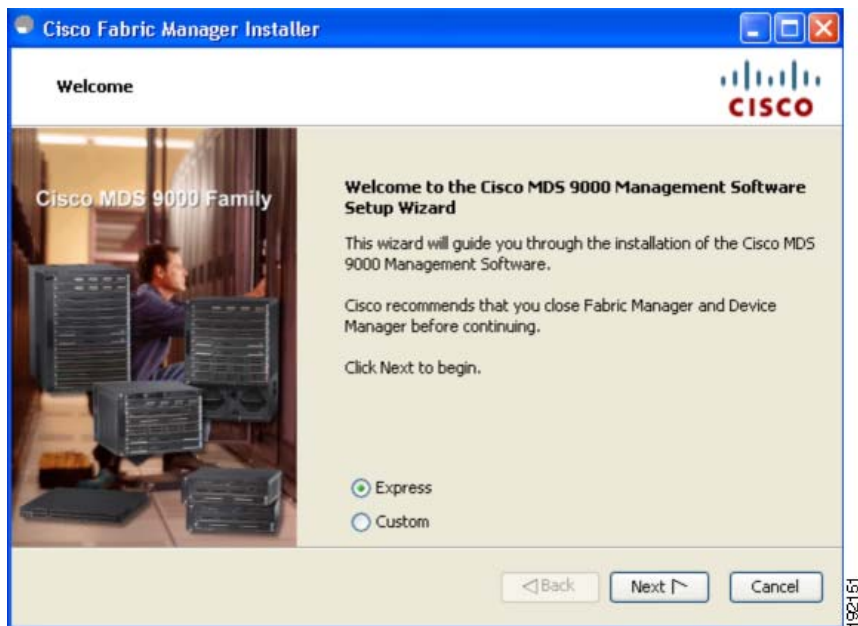 Cisco Fabric Manager Installer
Welcome
CISCO
Cisco MDS 9000 Family
Welcome to the Cisco MDS 9000 Management Software
Setup Wizard
This wizard will guide you through the installation of the Cisco MDS
9000 Management Software.
Cisco recommends that you close Fabric Manager and Device
Manager before continuing.
Click Next to begin.
Express
Custom
Back
Next
Cancel
192151